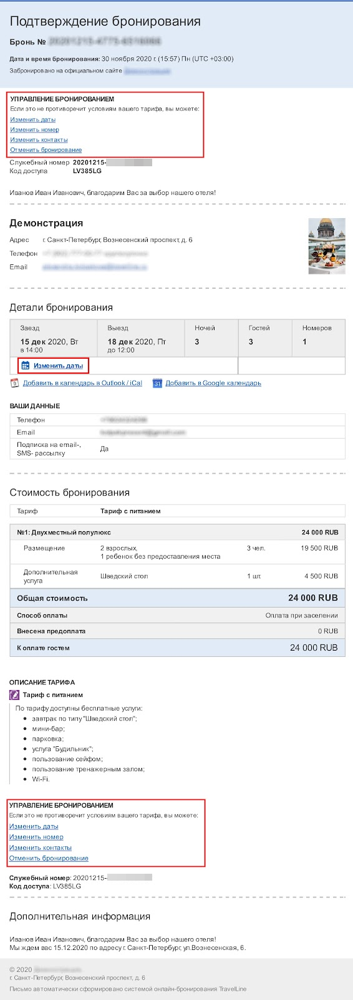 Подтверждение бронирования
Бронь №
Дата и время бронирования: 30 ноября 2020 г. (15:57) Пн (UTC +03:00)
Забронировано на официальном сайте
УПРАВЛЕНИЕ БРОНИРОВАНИЕМ
Если это не противоречит условиям вашего тарифа, вы можете:
Изменить даты
Изменить номер
Изменить контакты
Отменить бронирование
Служебный номер 20201215-
Код доступа LV385LG
Иванов Иван Иванович, благодарим Вас за выбор нашего отеля!
Демонстрация
Адрес г. Санкт-Петербург, Вознесенский проспект, д. 6
Телефон
Email
Детали бронирования
Заезд Выезд Ночей Гостей Номеров
15 дек 2020, Вт 18 дек 2020, Пт 3 3 1
в 14:00 до 12:00
Изменить даты
9 Добавить в календарь в Outlook / iCal 31 Добавить в Google календарь
ВАШИ ДАННЫЕ
Телефон
Email
Подписка на email-,
SMS- рассылку Да
Стоимость бронирования
Тариф Тариф с питанием
№1: Двухместный полулюкс 24 000 RUB
Размещение 2 взрослых, 3 чел. 19 500 RUB
1 ребенок без предоставления места
Дополнительная
услуга Шведский стол 1 шт. 4 500 RUB
Общая стоимость 24 000 RUB
Способ оплаты Оплата при заселении
Внесена предоплата 0 RUB
К оплате гостем 24 000 RUB
ОПИСАНИЕ ТАРИФА
Тариф с питанием
По тарифу доступны бесплатные услуги:
завтрак по типу "Шведский стол";
мини-бар;
парковка;
услуга "Будильник";
пользование сейфом;
пользование тренажерным залом;
Wi-Fi.
УПРАВЛЕНИЕ БРОНИРОВАНИЕМ
Если это не противоречит условиям вашего тарифа, вы можете:
Изменить даты
Изменить номер
Изменить контакты
Отменить бронирование
Служебный номер: 20201215-
Код доступа: LV385LG
Дополнительная информация
Иванов Иван Иванович, благодарим Вас за выбор нашего отеля!
Мы ждем вас 15.12.2020 по адресу г. Санкт-Петербург, ул.Вознесенская, 6.
© 2020
г. Санкт-Петербург, Вознесенский проспект, д. 6
Письмо автоматически сформировано системой онлайн-бронирования TravelLine